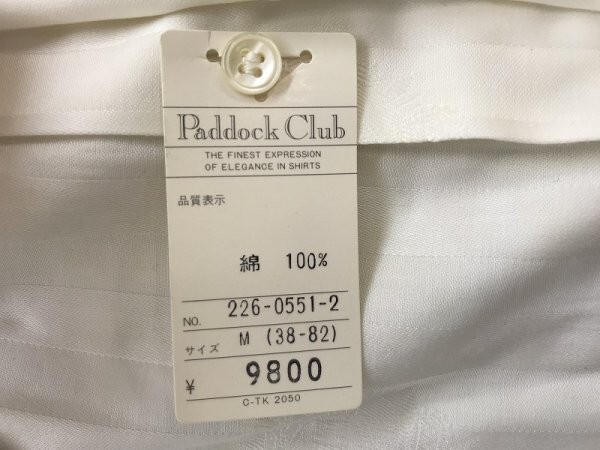 Paddock Club
THE FINEST EXPRESSION
OF ELEGANCE IN SHIRTS
品質表示
綿 100%
NO. 226-0551-2
サイズ M (38-82)
¥ 9800
C-TK 2050